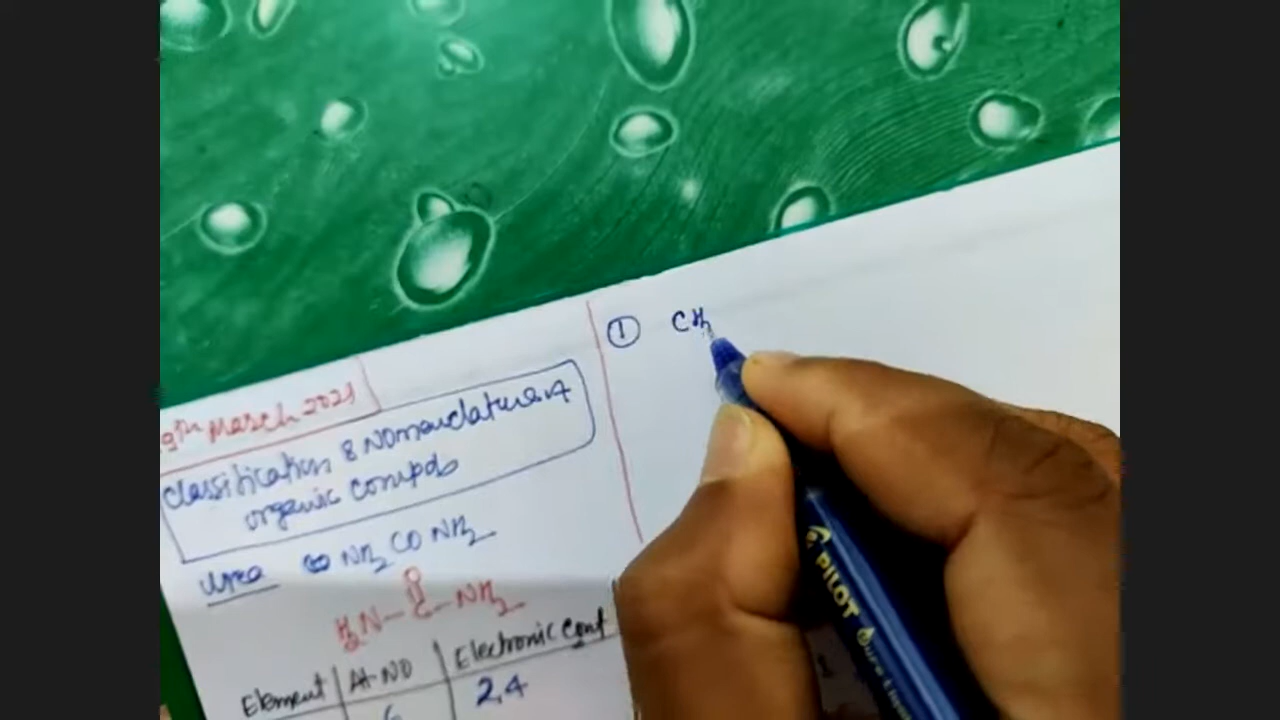 9th March 2021
Classification & Nomenclature of
organic compds
Urea NH2 CO NH2
O
H2N-C-NH2
Element At-NO Electronic Conf
6 2,4
① CH
PILOT